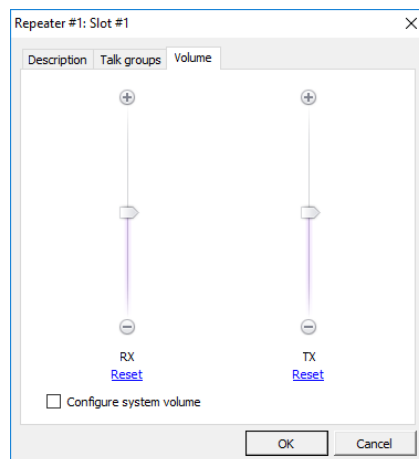 Repeater #1: Slot #1
Description Talk groups Volume
RX TX
Reset Reset
Configure system volume
OK Cancel